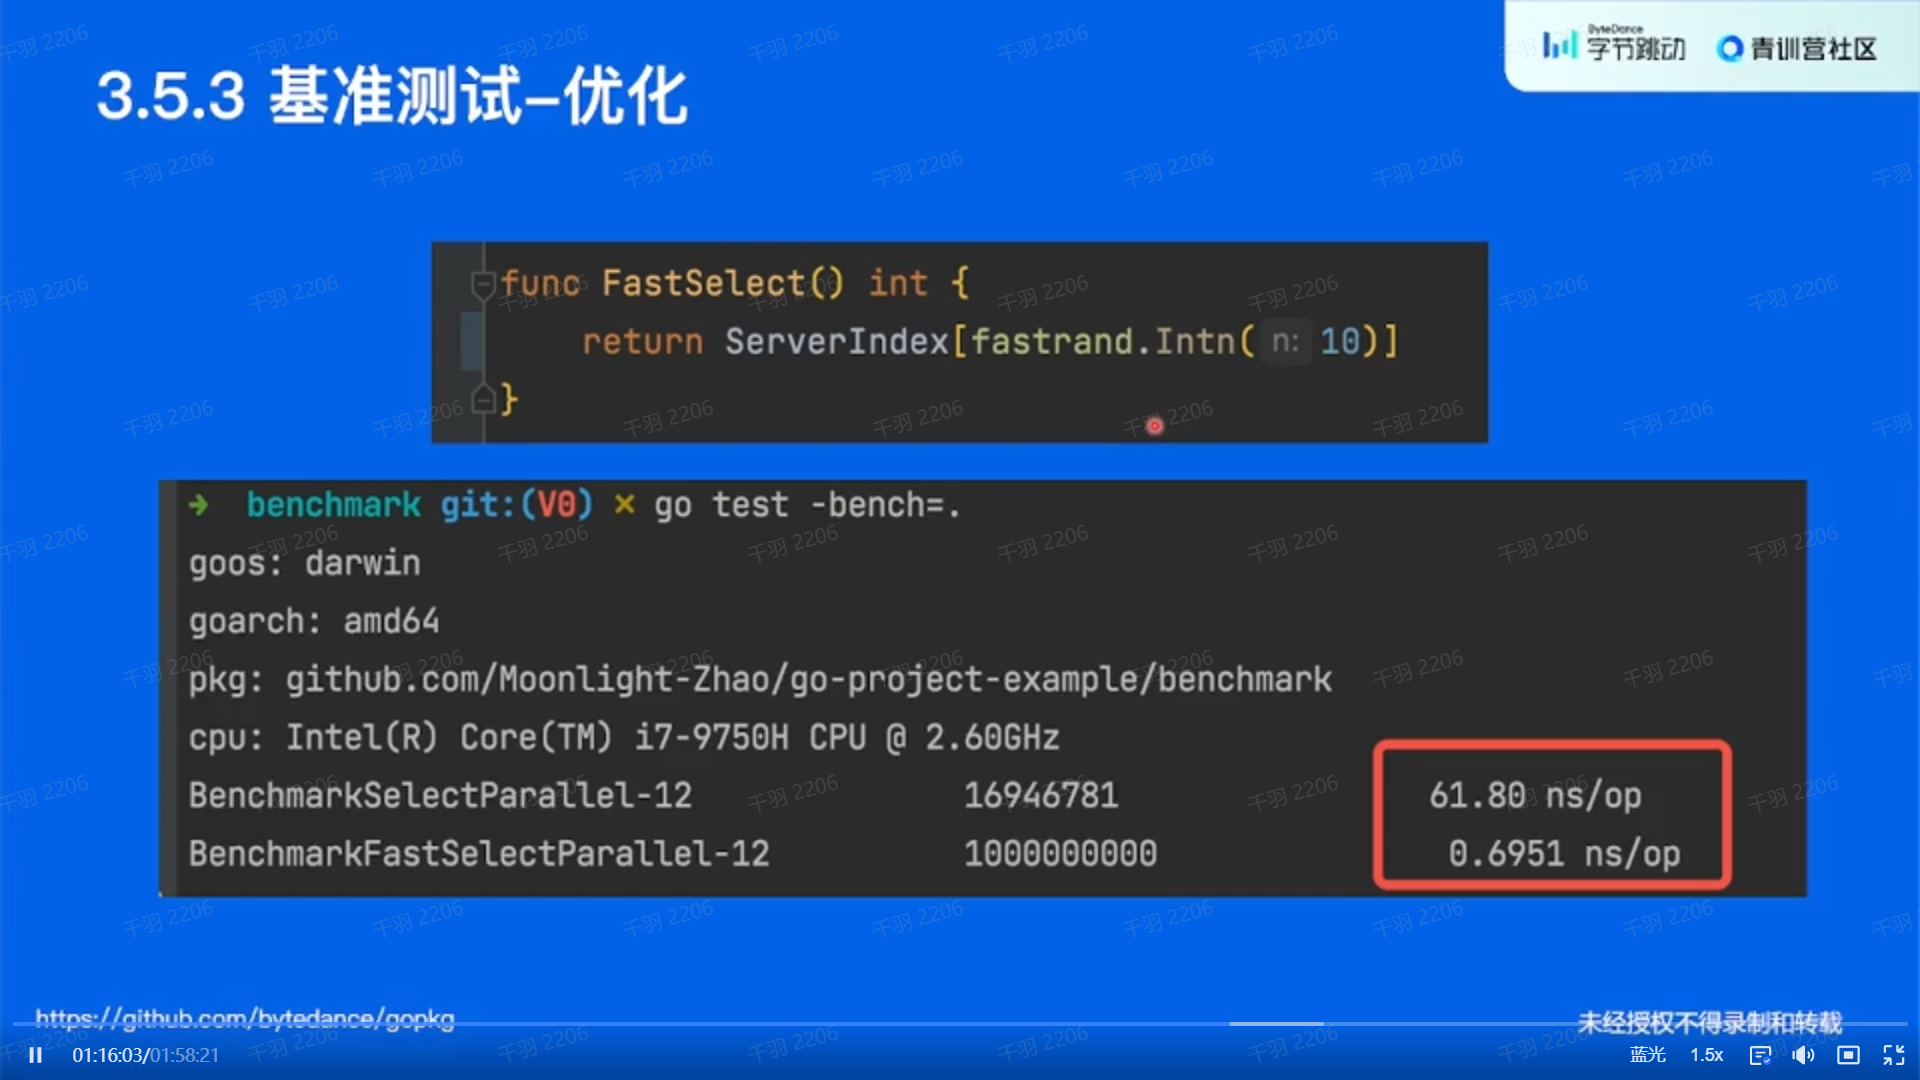 ByteDance
字节跳动
青训营社区
3.5.3 基准测试–优化
func FastSelect() int {
return ServerIndex[fastrand.Intn( n: 10)]
}
→ benchmark git:(V0) × go test -bench=.
goos: darwin
goarch: amd64
pkg: github.com/Moonlight-Zhao/go-project-example/benchmark
cpu: Intel(R) Core(TM) i7-9750H CPU @ 2.60GHz
BenchmarkSelectParallel-12 16946781 61.80 ns/op
BenchmarkFastSelectParallel-12 1000000000 0.6951 ns/op
https://github.com/bytedance/gopkg
未经授权不得录制和转载
01:16:03/01:58:21
蓝光 1.5x
千羽 2206